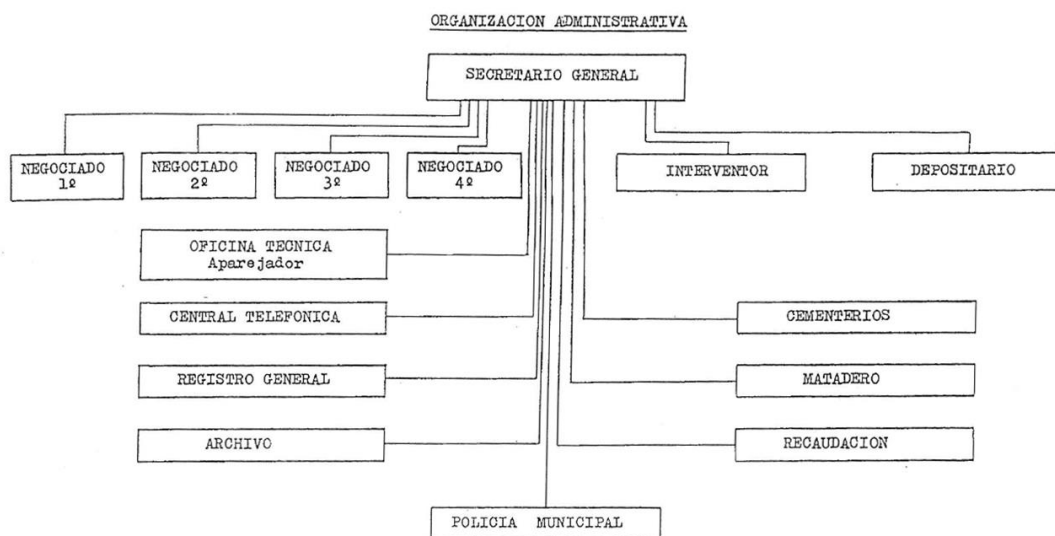 ORGANIZACION ADMINISTRATIVA
SECRETARIO GENERAL
NEGOCIADO
1º
NEGOCIADO
2º
NEGOCIADO
3º
NEGOCIADO
4º
INTERVENTOR
DEPOSITARIO
OFICINA TECNICA
Aparejador
CENTRAL TELEFONICA
CEMENTERIOS
REGISTRO GENERAL
MATADERO
ARCHIVO
RECAUDACION
POLICIA MUNICIPAL